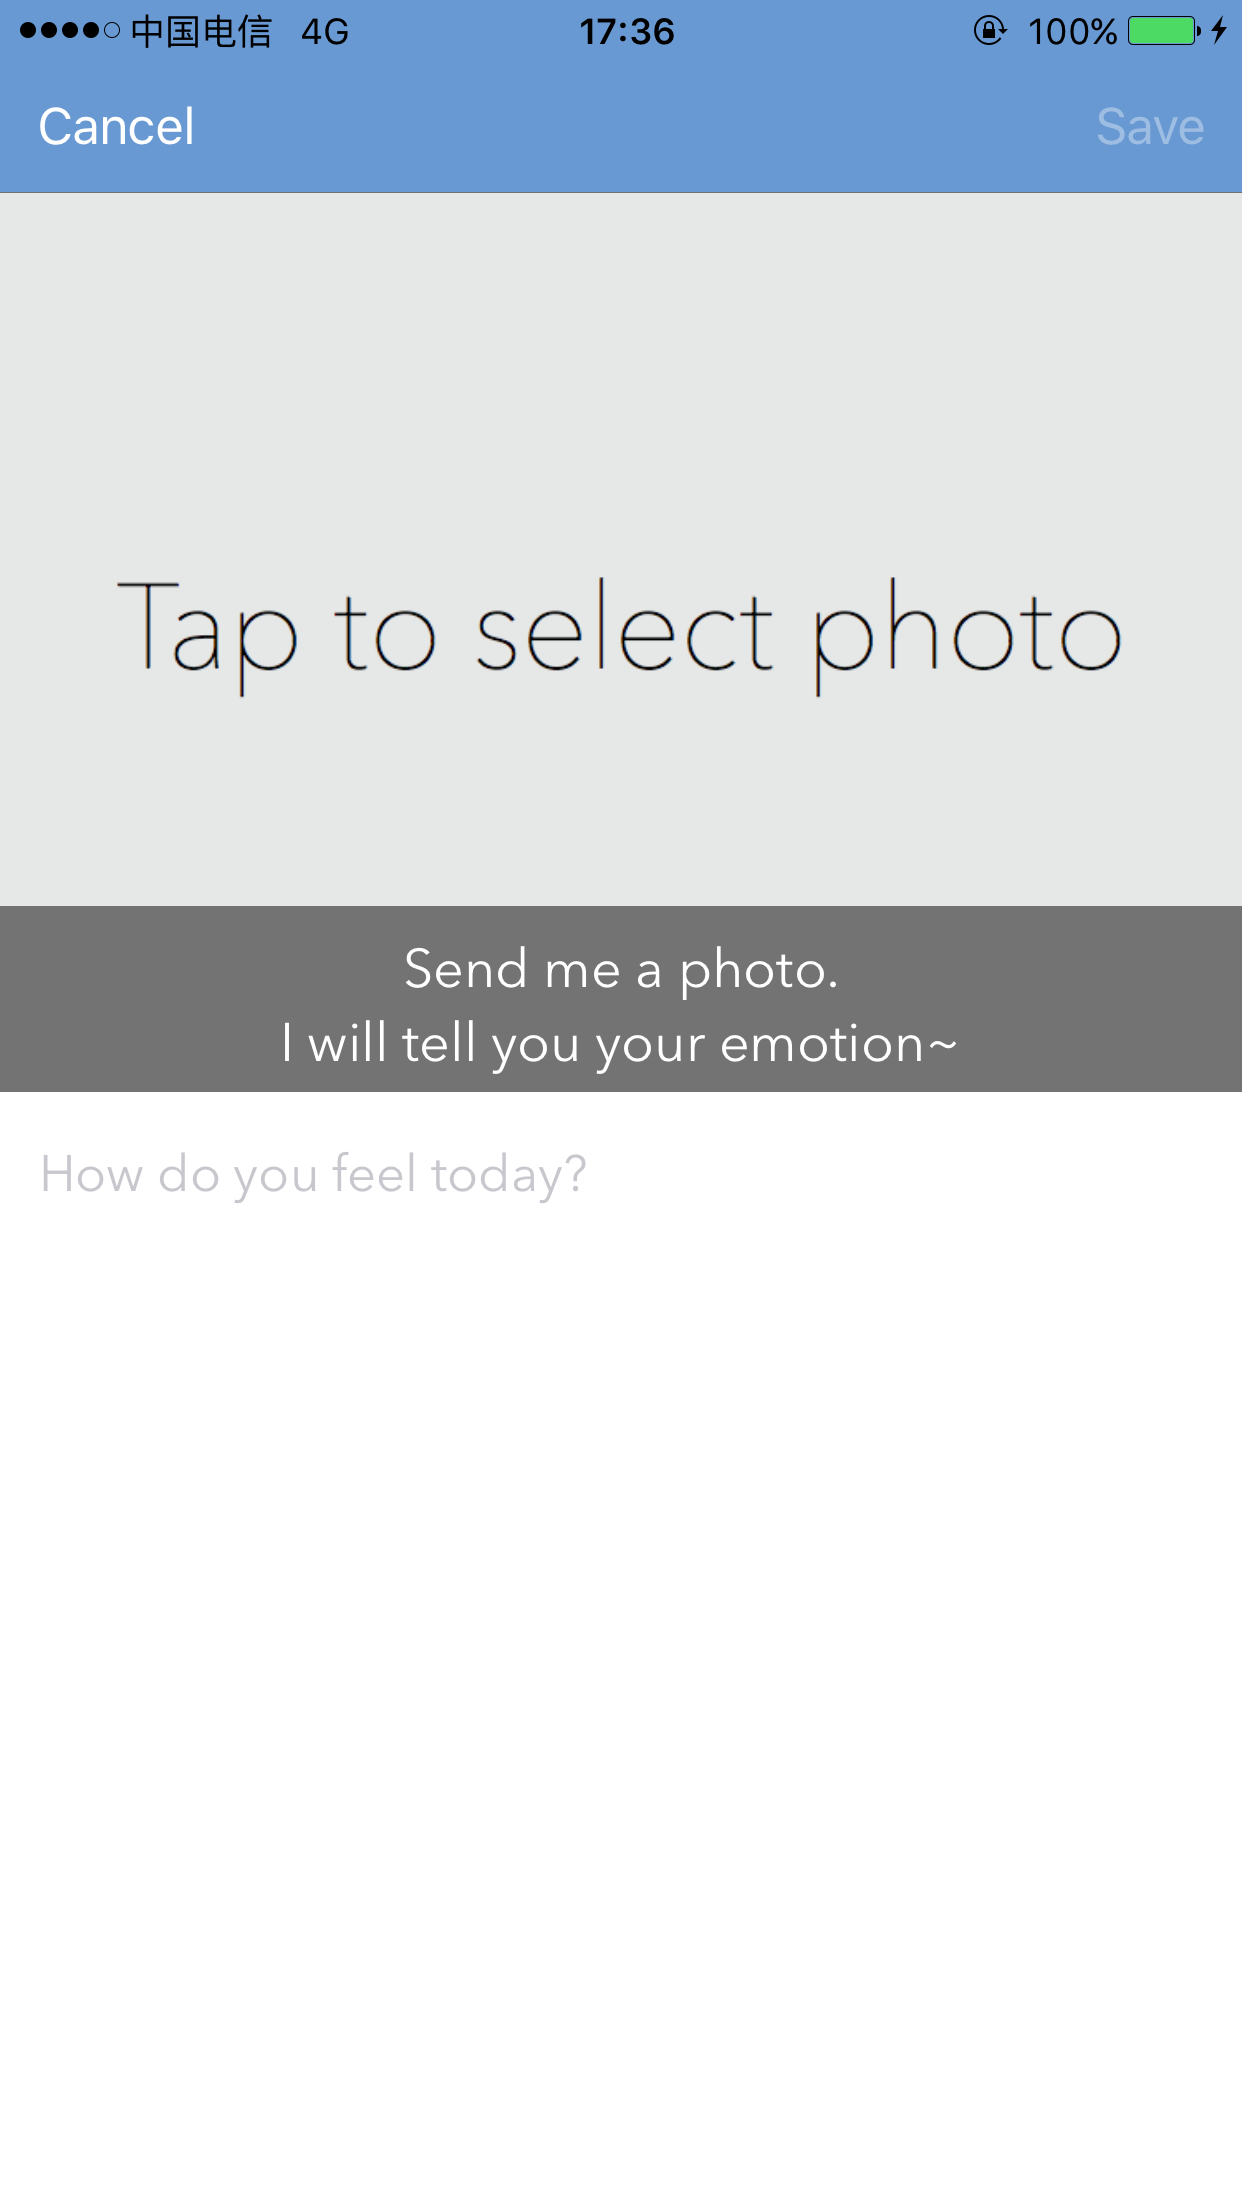 中国电信 4G 17:36 100%
Cancel Save
Tap to select photo
Send me a photo.
I will tell you your emotion~
How do you feel today?